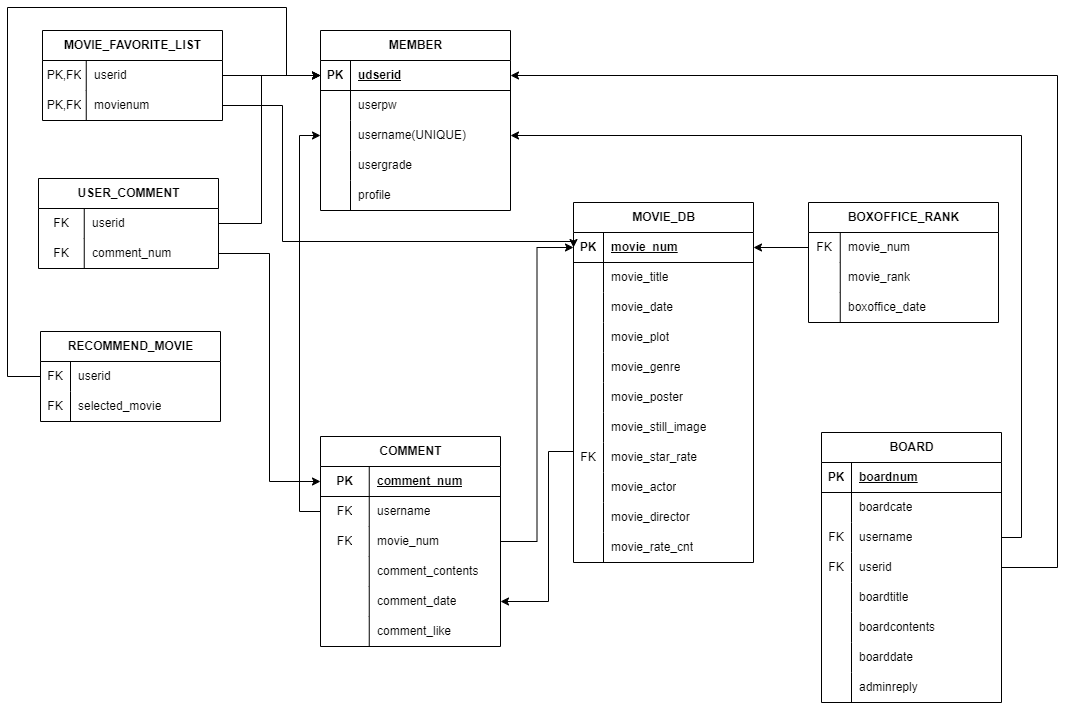 MOVIE_FAVORITE_LIST
PK,FK userid
PK,FK movienum
MEMBER
PK udserid
userpw
username(UNIQUE)
usergrade
profile
USER_COMMENT
FK userid
FK comment_num
MOVIE_DB
PK movie_num
movie_title
movie_date
movie_plot
movie_genre
movie_poster
movie_still_image
FK movie_star_rate
movie_actor
movie_director
movie_rate_cnt
BOXOFFICE_RANK
FK movie_num
movie_rank
boxoffice_date
RECOMMEND_MOVIE
FK userid
FK selected_movie
COMMENT
PK comment_num
FK username
FK movie_num
comment_contents
comment_date
comment_like
BOARD
PK boardnum
boardcate
FK username
FK userid
boardtitle
boardcontents
boarddate
adminreply